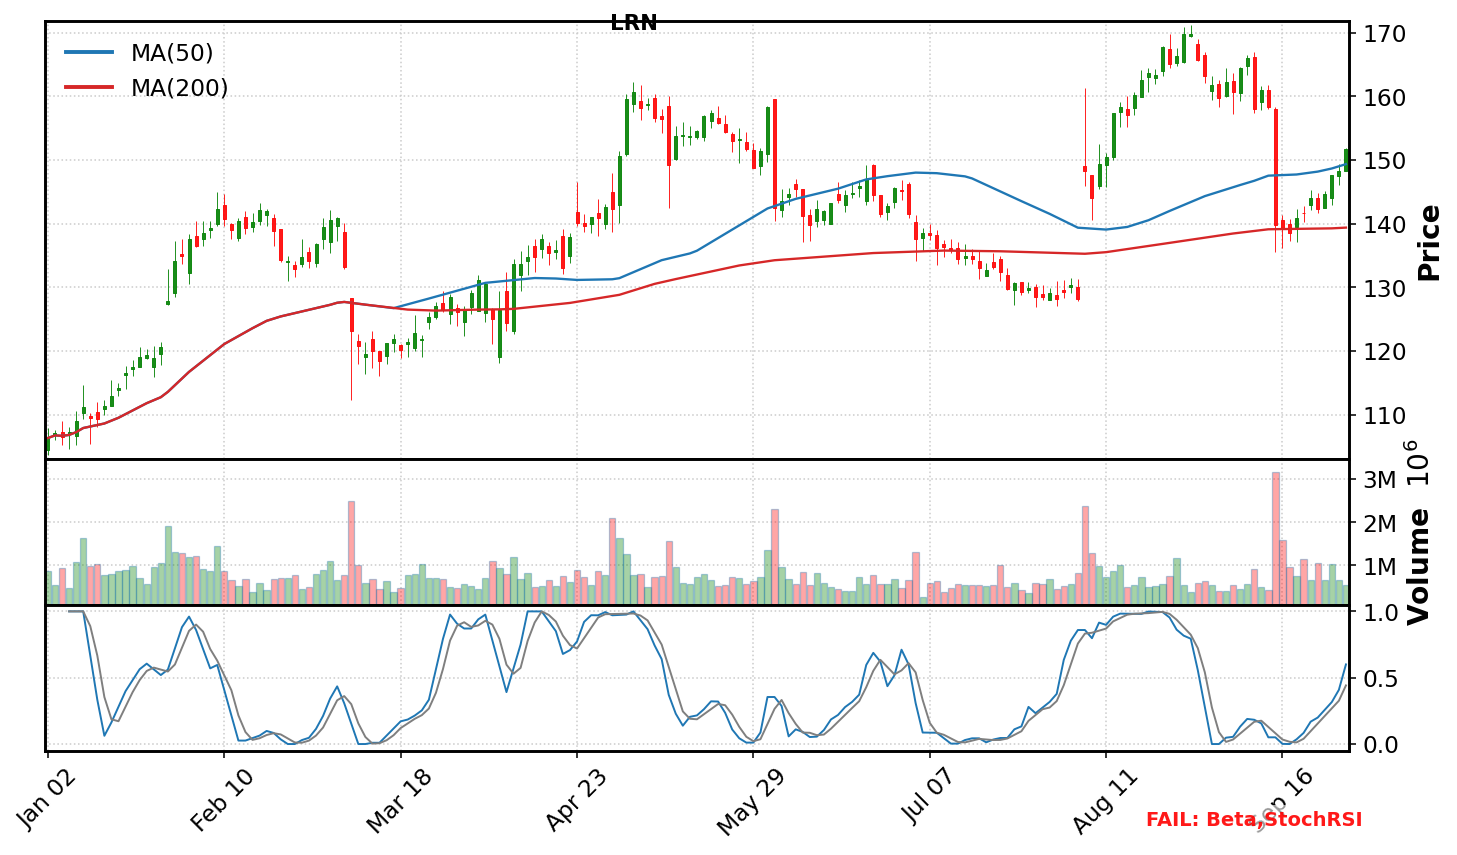 LRN
MA(50)
MA(200)
170
160
150
140
130
120
110
Price
3M
2M
1M
Volume 10⁶
1.0
0.5
0.0
Jan 02
Feb 10
Mar 18
Apr 23
May 29
Jul 07
Aug 11
Sep 16
FAIL: Beta,StochRSI